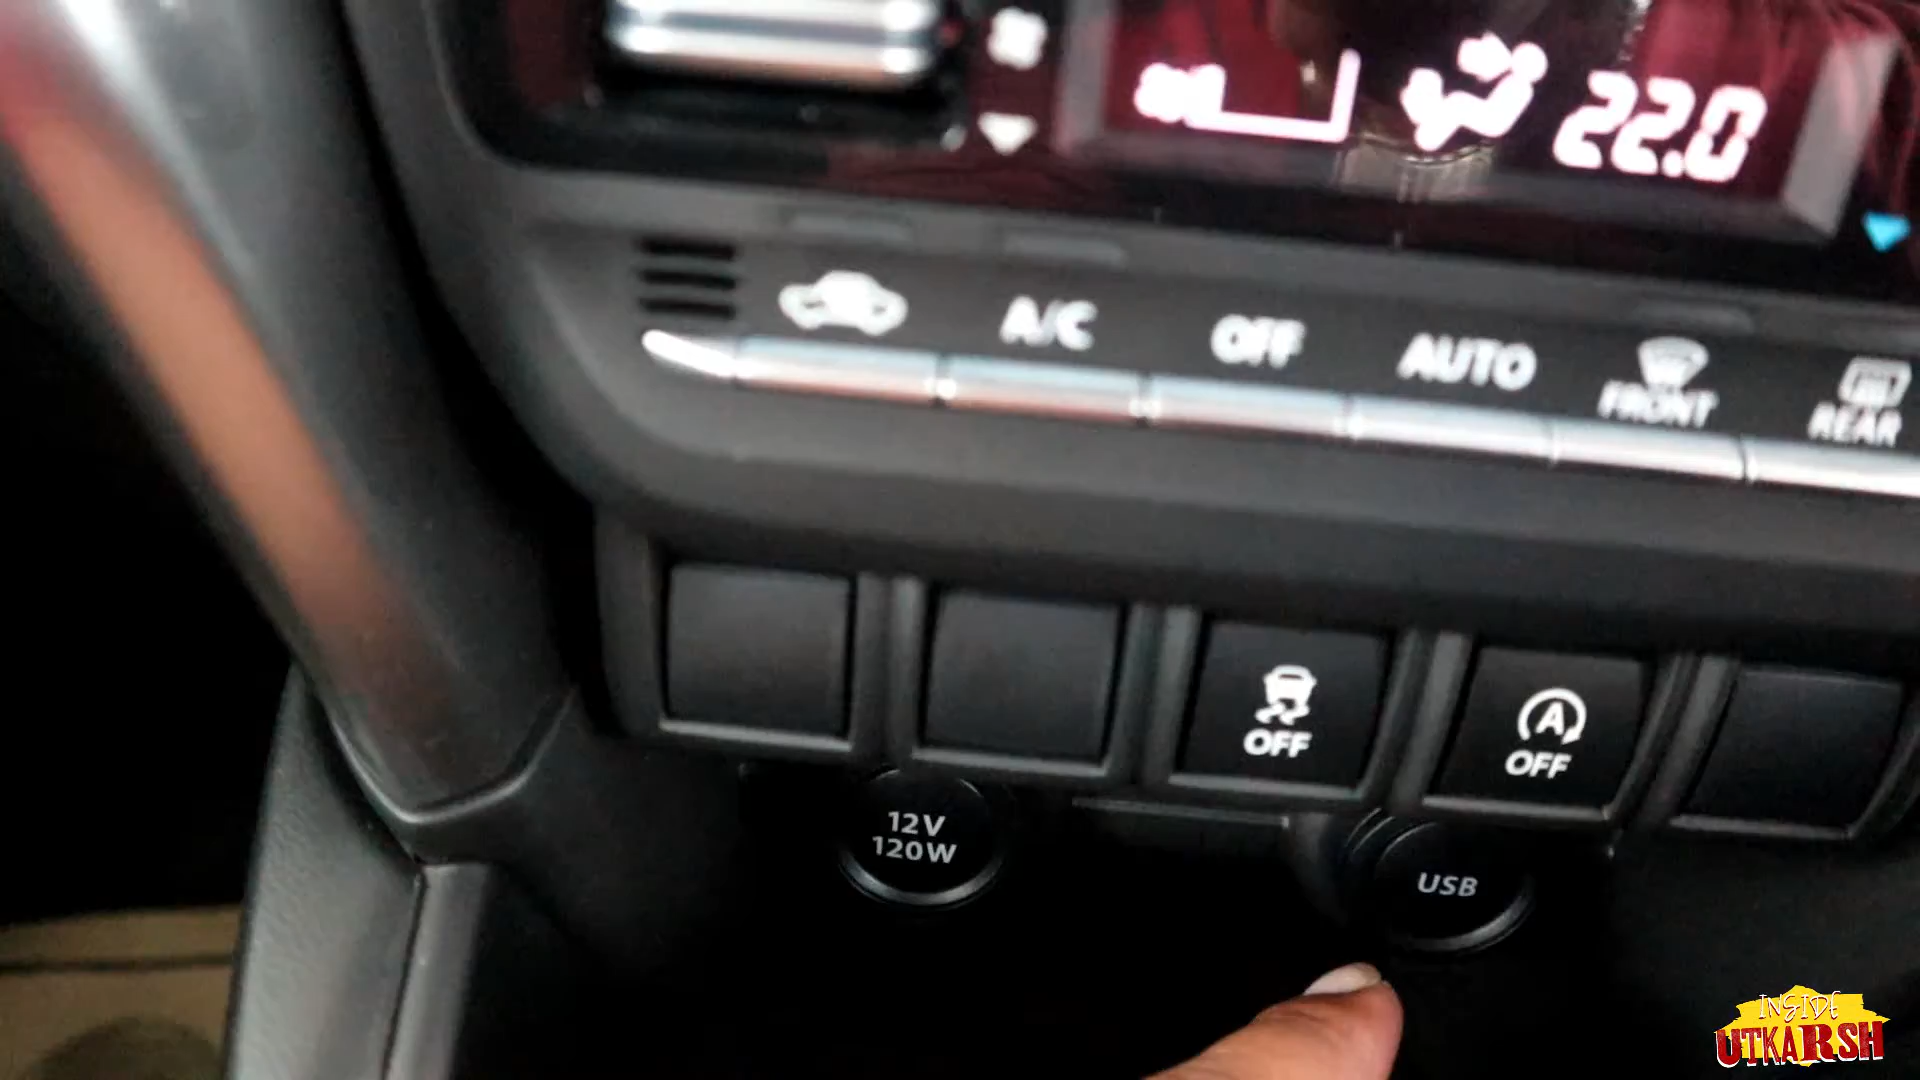 22.0
A/C
OFF
AUTO
FRONT
REAR
OFF
A
OFF
12V
120W
USB
INSIDE
UTKARSH